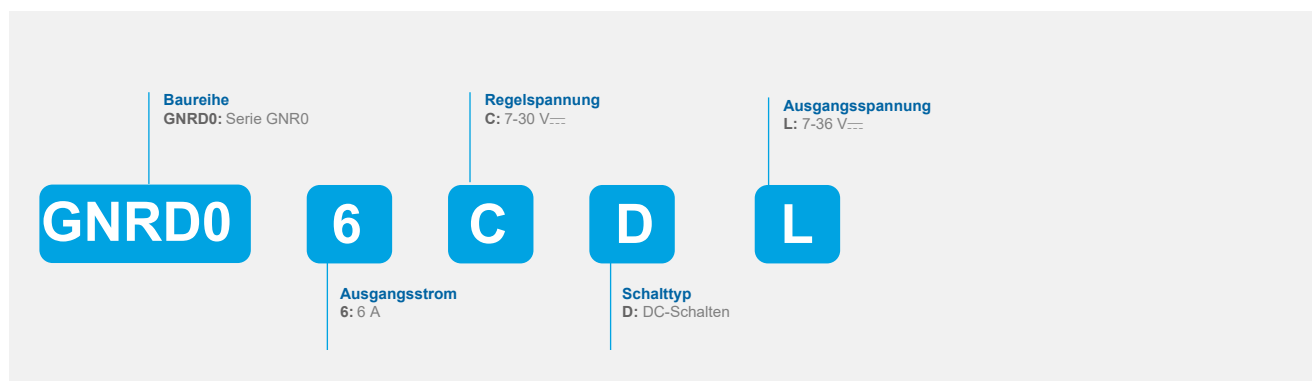 Baureihe
GNRD0: Serie GNR0
Regelspannung
C: 7-30 V⎓
Ausgangsspannung
L: 7-36 V⎓
GNRD0 6 C D L
Ausgangsstrom
6: 6 A
Schalttyp
D: DC-Schalten